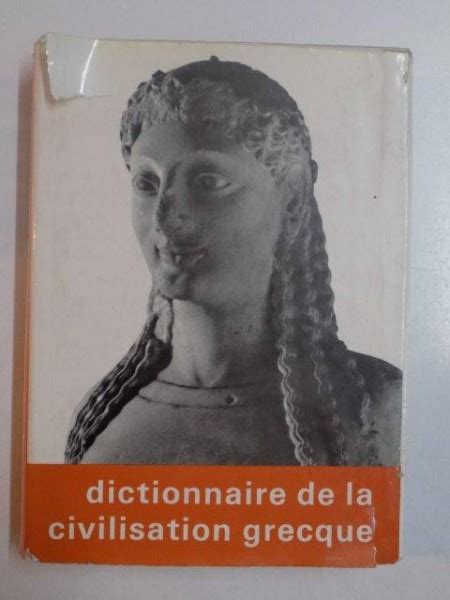 dictionnaire de la
civilisation grecque